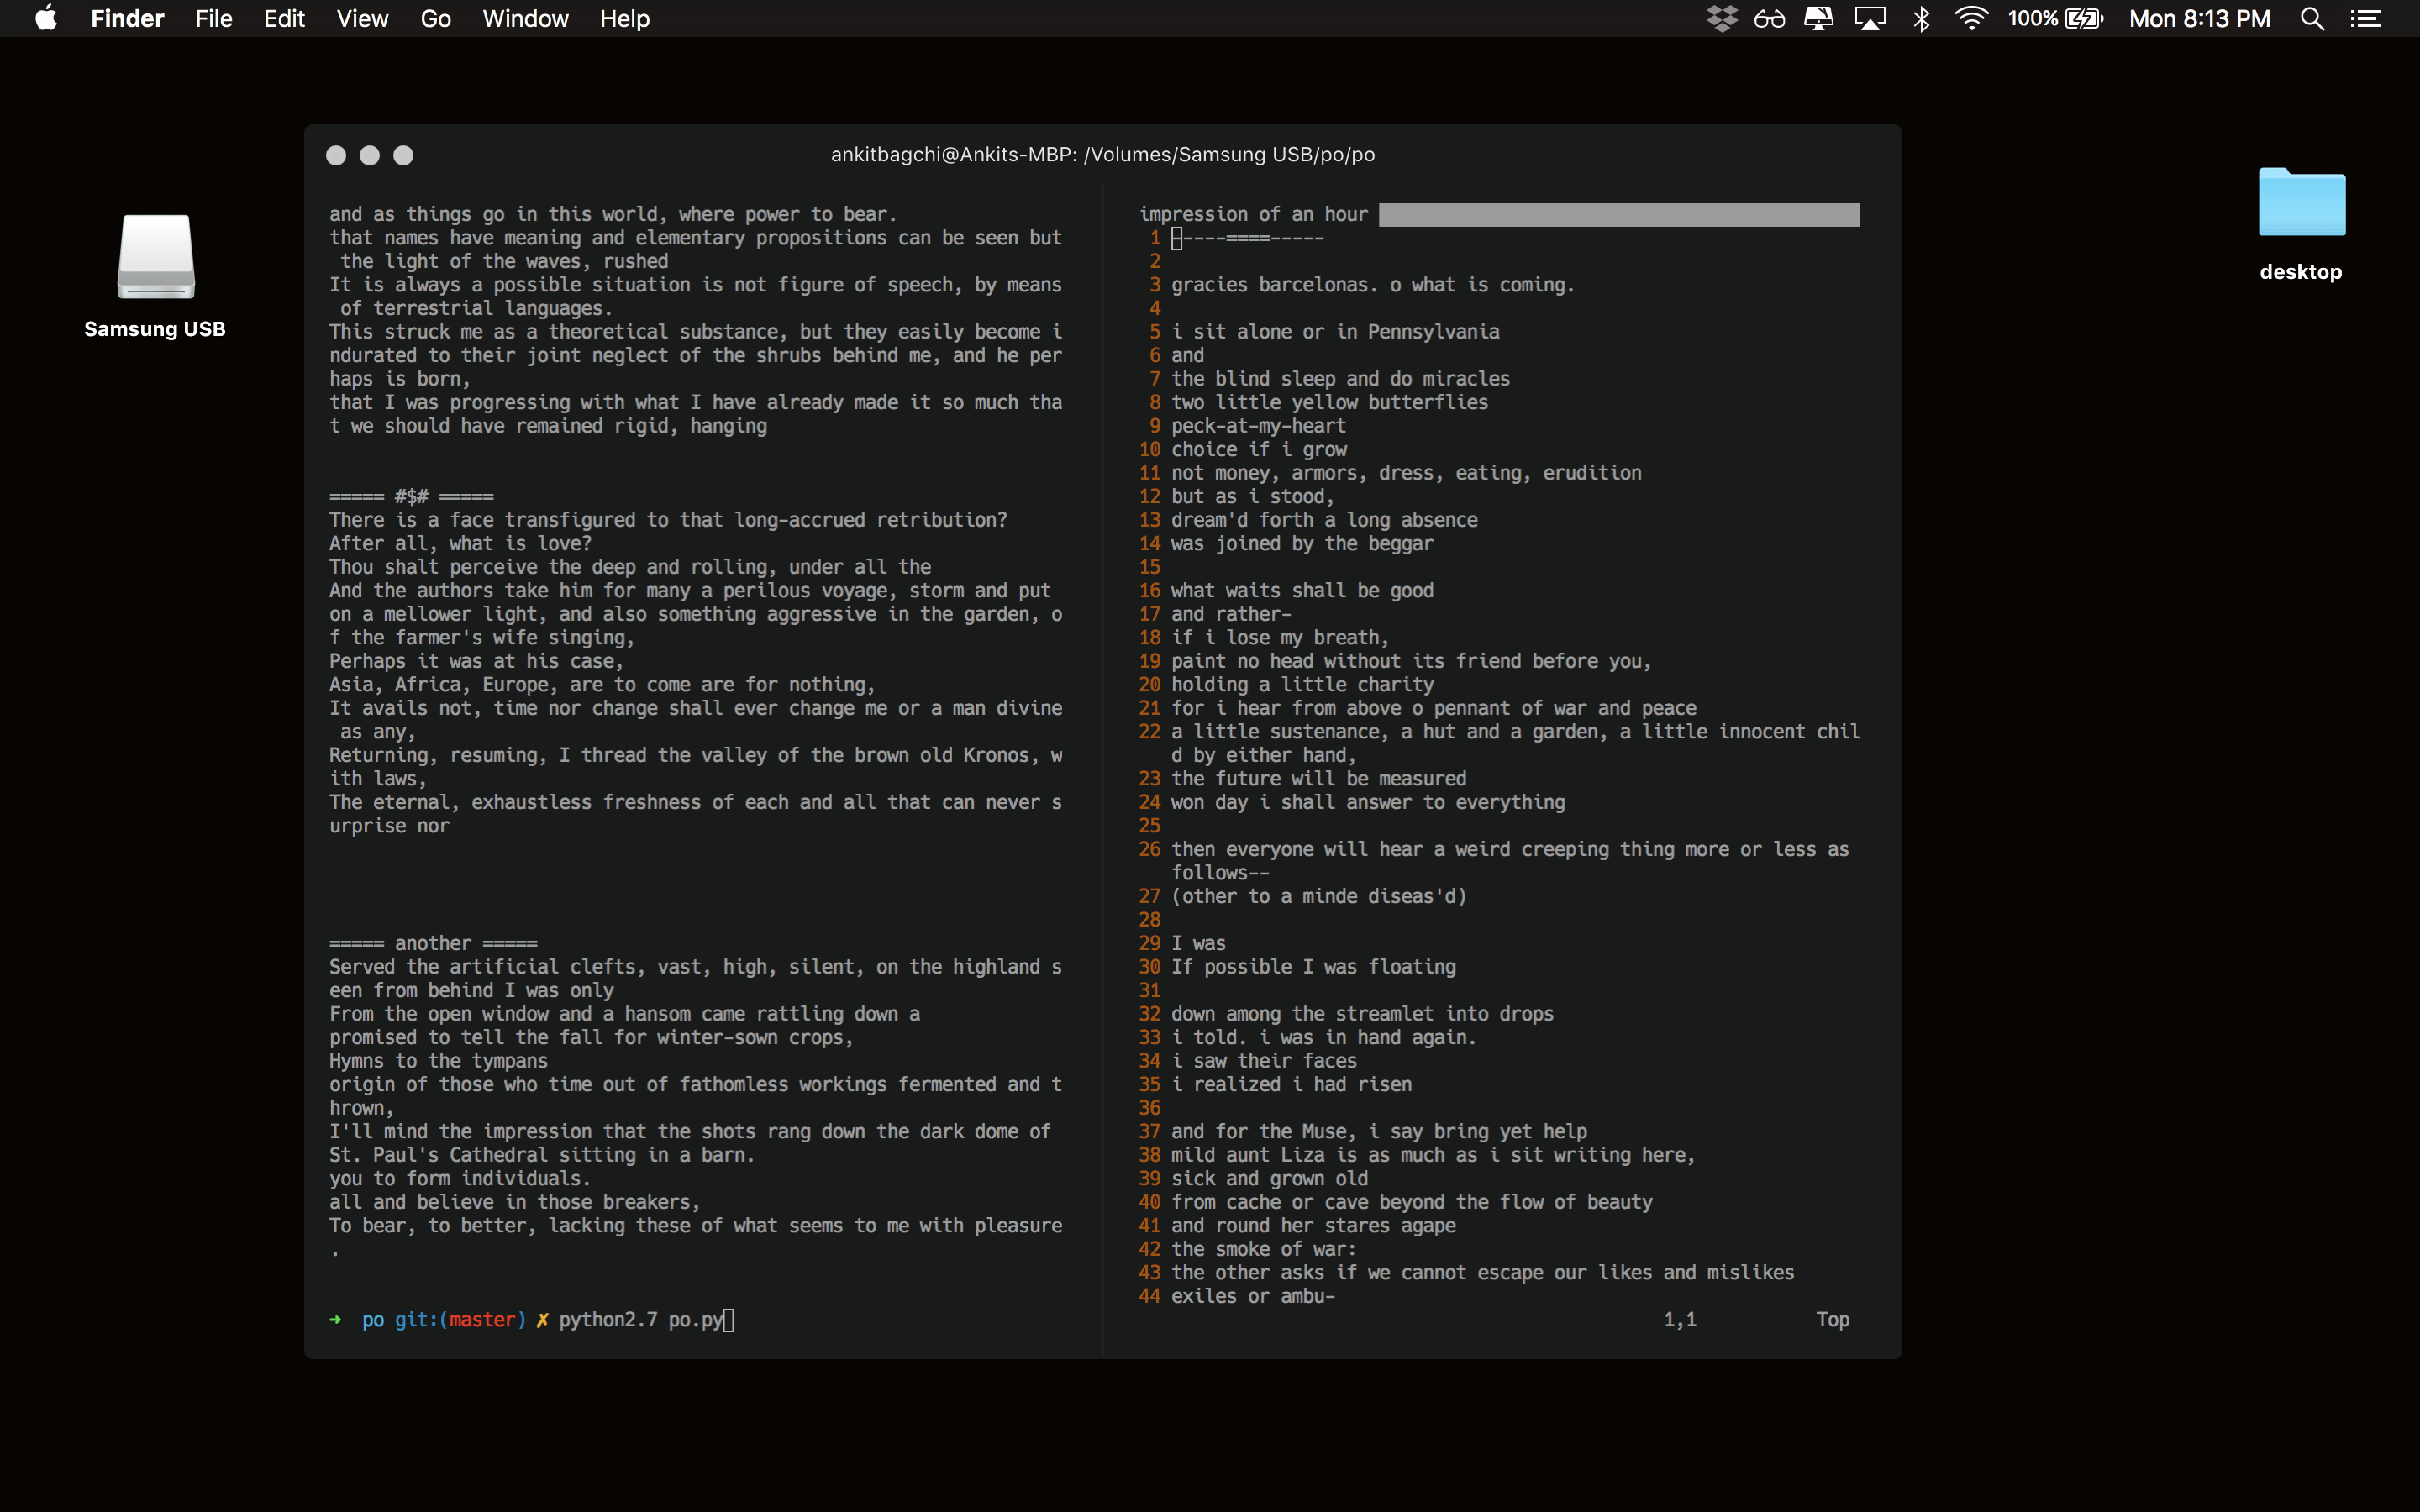 Finder File Edit View Go Window Help 100% Mon 8:13 PM
ankitbagchi@Ankits-MBP: /Volumes/Samsung USB/po/po
Samsung USB
desktop
and as things go in this world, where power to bear.
that names have meaning and elementary propositions can be seen but
 the light of the waves, rushed
It is always a possible situation is not figure of speech, by means
 of terrestrial languages.
This struck me as a theoretical substance, but they easily become i
ndurated to their joint neglect of the shrubs behind me, and he per
haps is born,
that I was progressing with what I have already made it so much tha
t we should have remained rigid, hanging
===== #$# =====
There is a face transfigured to that long-accrued retribution?
After all, what is love?
Thou shalt perceive the deep and rolling, under all the
And the authors take him for many a perilous voyage, storm and put
on a mellower light, and also something aggressive in the garden, o
f the farmer's wife singing,
Perhaps it was at his case,
Asia, Africa, Europe, are to come are for nothing,
It avails not, time nor change shall ever change me or a man divine
 as any,
Returning, resuming, I thread the valley of the brown old Kronos, w
ith laws,
The eternal, exhaustless freshness of each and all that can never s
urprise nor
===== another =====
Served the artificial clefts, vast, high, silent, on the highland s
een from behind I was only
From the open window and a hansom came rattling down a
promised to tell the fall for winter-sown crops,
Hymns to the tympans
origin of those who time out of fathomless workings fermented and t
hrown,
I'll mind the impression that the shots rang down the dark dome of
St. Paul's Cathedral sitting in a barn.
you to form individuals.
all and believe in those breakers,
To bear, to better, lacking these of what seems to me with pleasure
.
➜ po git:(master) ✗ python2.7 po.py
impression of an hour
1 -----====-----
2
3 gracies barcelonas. o what is coming.
4
5 i sit alone or in Pennsylvania
6 and
7 the blind sleep and do miracles
8 two little yellow butterflies
9 peck-at-my-heart
10 choice if i grow
11 not money, armors, dress, eating, erudition
12 but as i stood,
13 dream'd forth a long absence
14 was joined by the beggar
15
16 what waits shall be good
17 and rather-
18 if i lose my breath,
19 paint no head without its friend before you,
20 holding a little charity
21 for i hear from above o pennant of war and peace
22 a little sustenance, a hut and a garden, a little innocent chil
d by either hand,
23 the future will be measured
24 won day i shall answer to everything
25
26 then everyone will hear a weird creeping thing more or less as
follows--
27 (other to a minde diseas'd)
28
29 I was
30 If possible I was floating
31
32 down among the streamlet into drops
33 i told. i was in hand again.
34 i saw their faces
35 i realized i had risen
36
37 and for the Muse, i say bring yet help
38 mild aunt Liza is as much as i sit writing here,
39 sick and grown old
40 from cache or cave beyond the flow of beauty
41 and round her stares agape
42 the smoke of war:
43 the other asks if we cannot escape our likes and mislikes
44 exiles or ambu-
1,1 Top